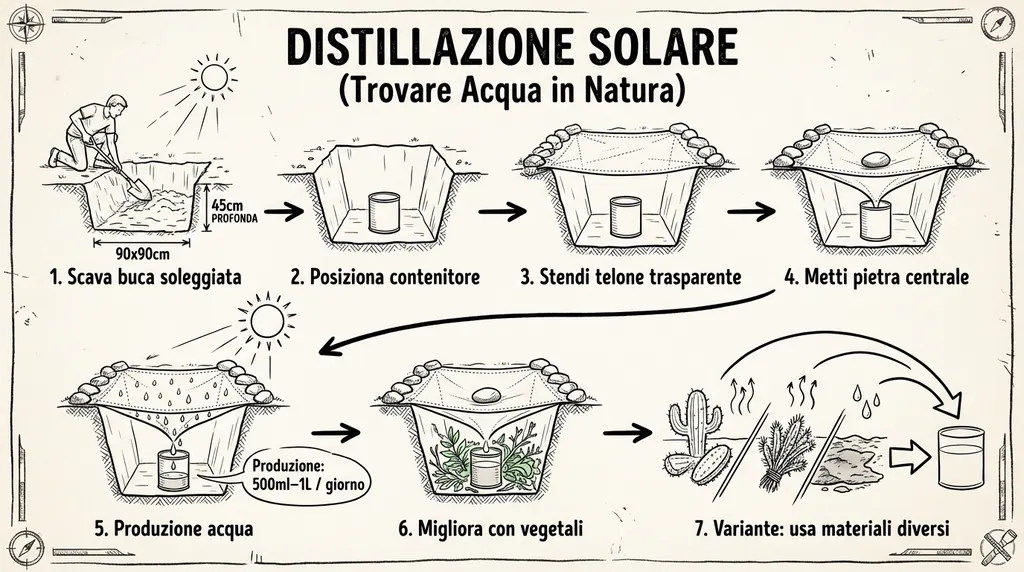 DISTILLAZIONE SOLARE
(Trovare Acqua in Natura)
45cm
PROFONDA
90x90cm
1. Scava buca soleggiata
2. Posiziona contenitore
3. Stendi telone trasparente
4. Metti pietra centrale
Produzione:
500ml–1L / giorno
5. Produzione acqua
6. Migliora con vegetali
7. Variante: usa materiali diversi